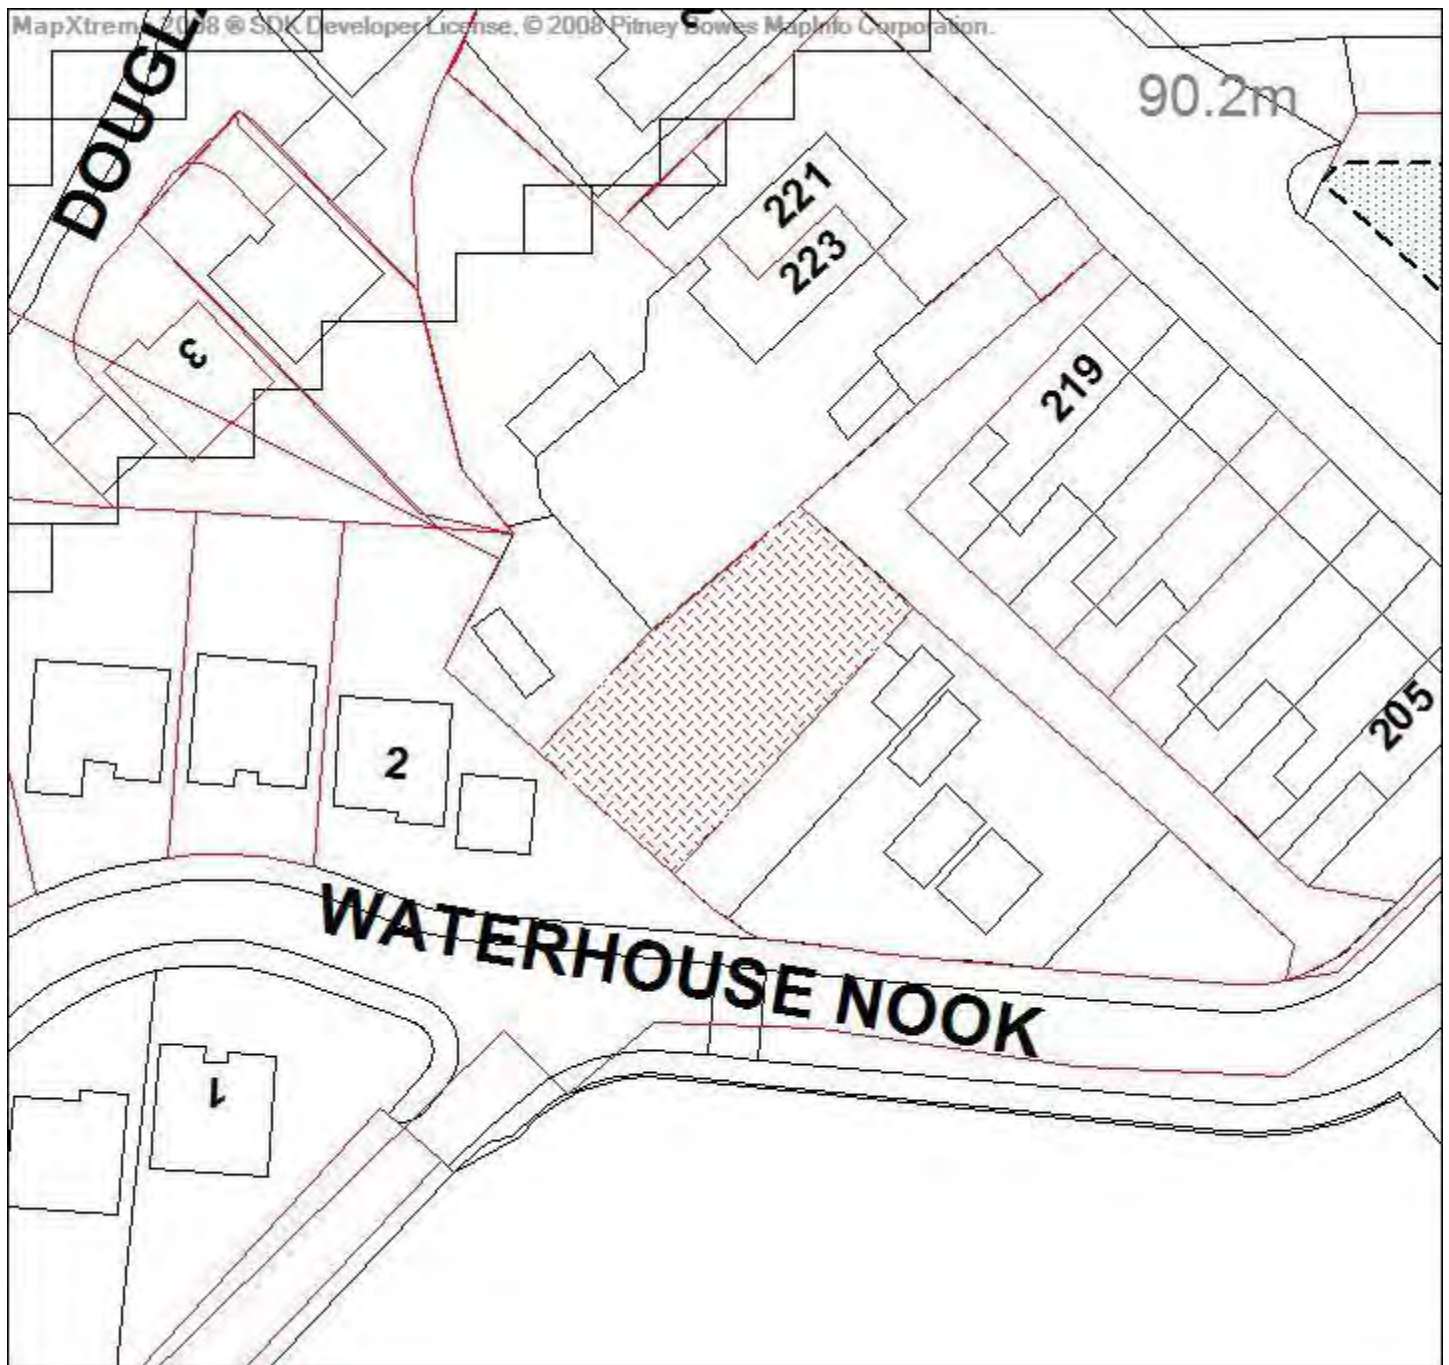 MapXtreme 2008 ® SDK Developer License, © 2008 Pitney Bowes MapInfo Corporation.
DOUGL
90.2m
221
223
3
219
205
2
WATERHOUSE NOOK
1